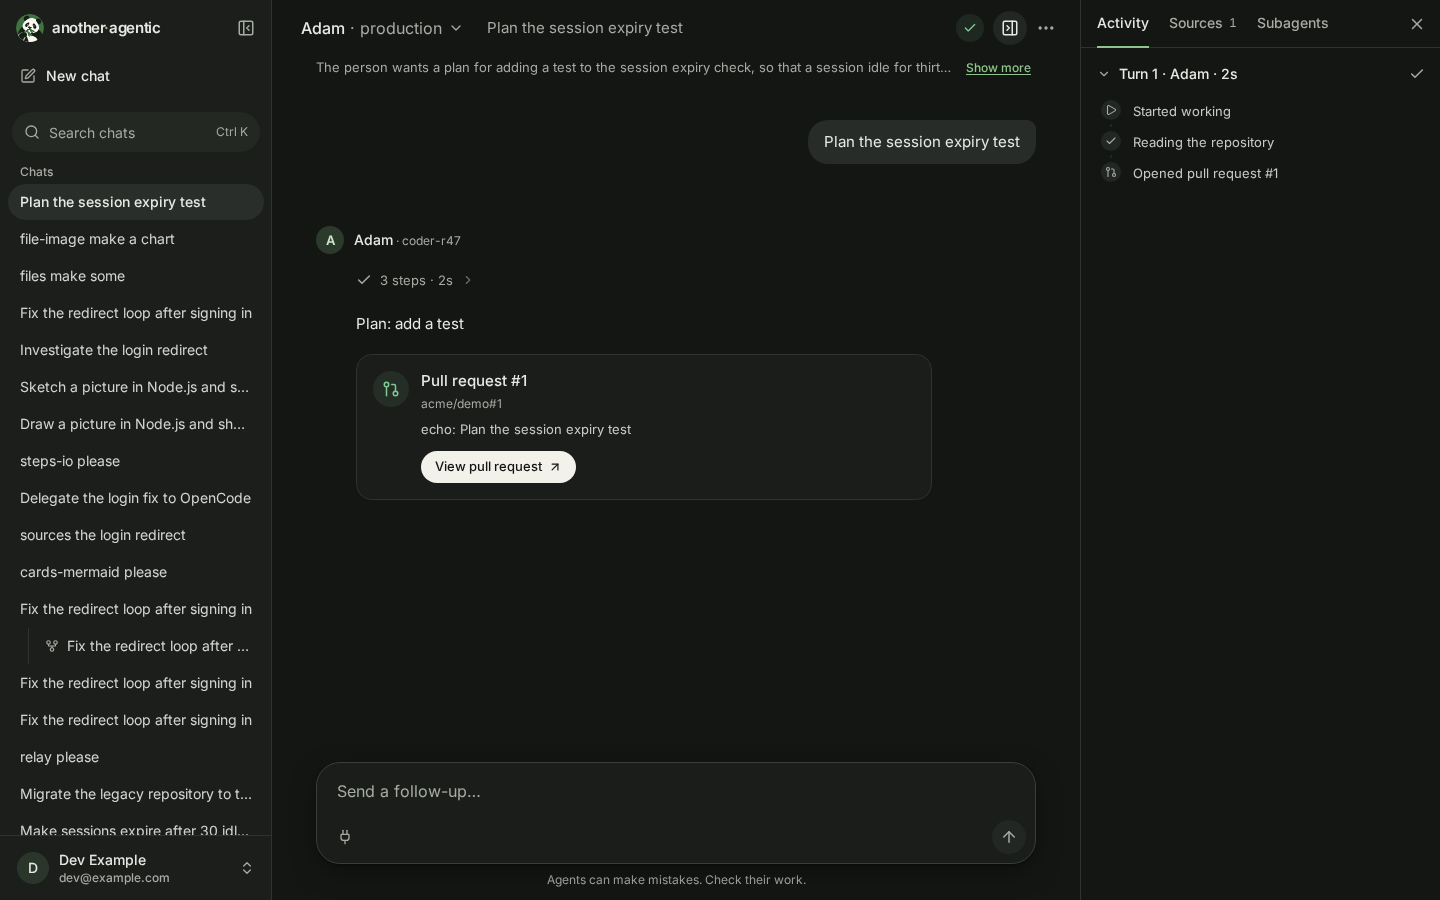 another·agentic
New chat
Search chats Ctrl K
Chats
Plan the session expiry test
file-image make a chart
files make some
Fix the redirect loop after signing in
Investigate the login redirect
Sketch a picture in Node.js and s...
Draw a picture in Node.js and sh...
steps-io please
Delegate the login fix to OpenCode
sources the login redirect
cards-mermaid please
Fix the redirect loop after signing in
Fix the redirect loop after ...
Fix the redirect loop after signing in
Fix the redirect loop after signing in
relay please
Migrate the legacy repository to t...
Make sessions expire after 30 idl...
D
Dev Example
dev@example.com
Adam · production Plan the session expiry test
The person wants a plan for adding a test to the session expiry check, so that a session idle for thirt... Show more
Plan the session expiry test
A Adam · coder-r47
3 steps · 2s
Plan: add a test
Pull request #1
acme/demo#1
echo: Plan the session expiry test
View pull request
Send a follow-up...
Agents can make mistakes. Check their work.
Activity Sources 1 Subagents
Turn 1 · Adam · 2s
Started working
Reading the repository
Opened pull request #1